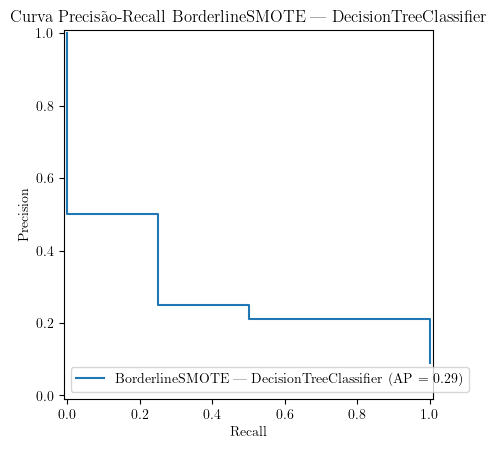 Curva Precisão-Recall BorderlineSMOTE — DecisionTreeClassifier
1.0
0.8
0.6
0.4
0.2
0.0
Precision
BorderlineSMOTE — DecisionTreeClassifier (AP = 0.29)
0.0 0.2 0.4 0.6 0.8 1.0
Recall